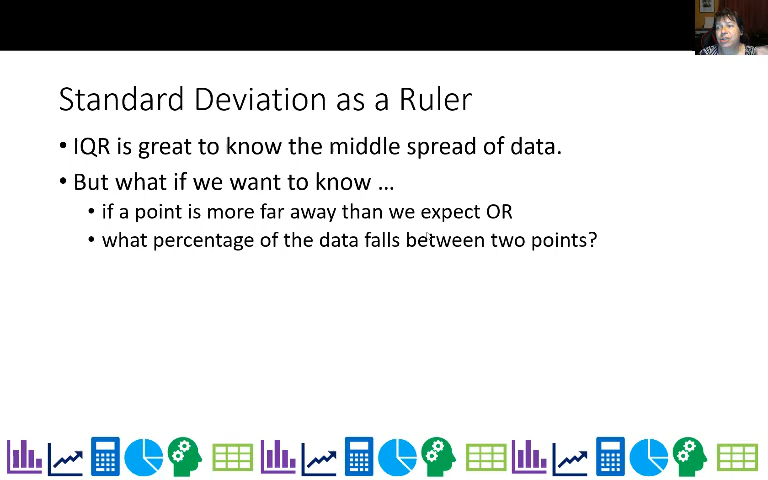 Standard Deviation as a Ruler
• IQR is great to know the middle spread of data.
• But what if we want to know …
• if a point is more far away than we expect OR
• what percentage of the data falls between two points?